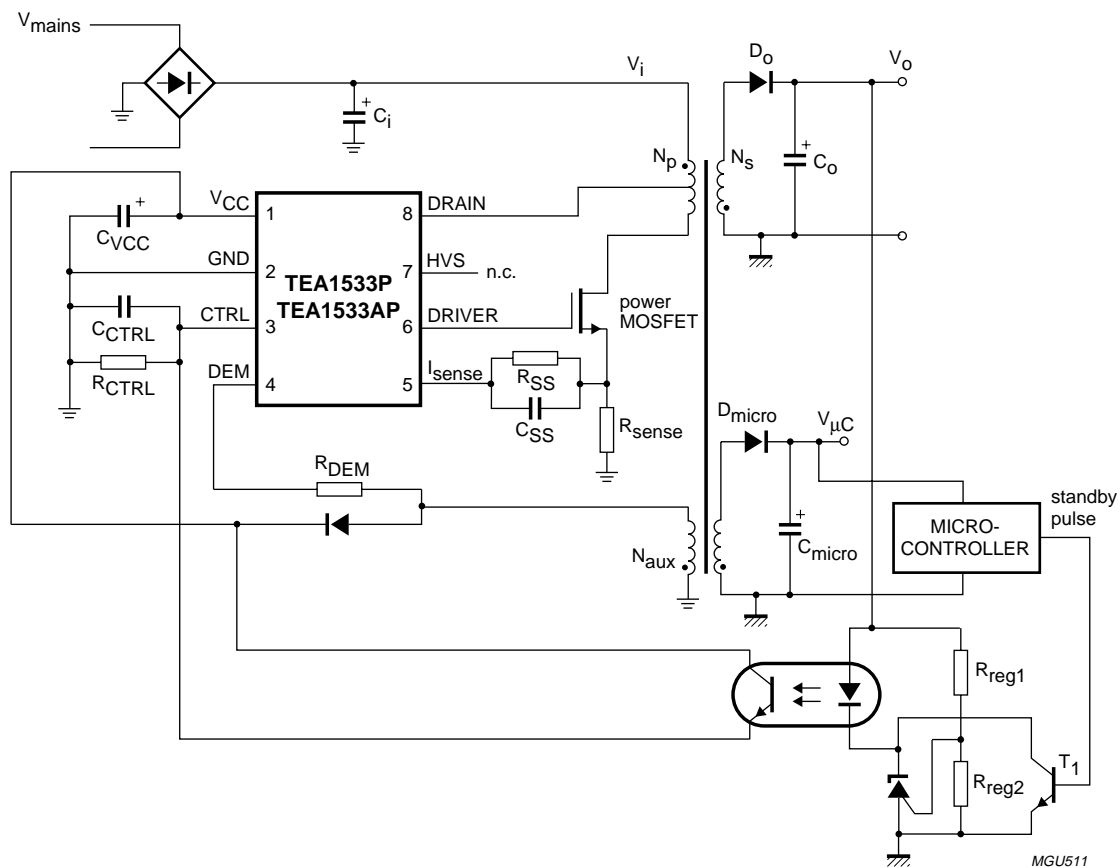 Vmains
Vi
Do
Vo
Ci
Np
Ns
Co
VCC
1
8
DRAIN
CVCC
GND
2
TEA1533P
TEA1533AP
7
HVS
n.c.
CCTRL
CTRL
3
6
DRIVER
power
MOSFET
RCTRL
DEM
4
5
Isense
RSS
CSS
Rsense
Dmicro
VμC
RDEM
standby
pulse
MICRO-
CONTROLLER
Cmicro
Naux
Rreg1
T1
Rreg2
MGU511